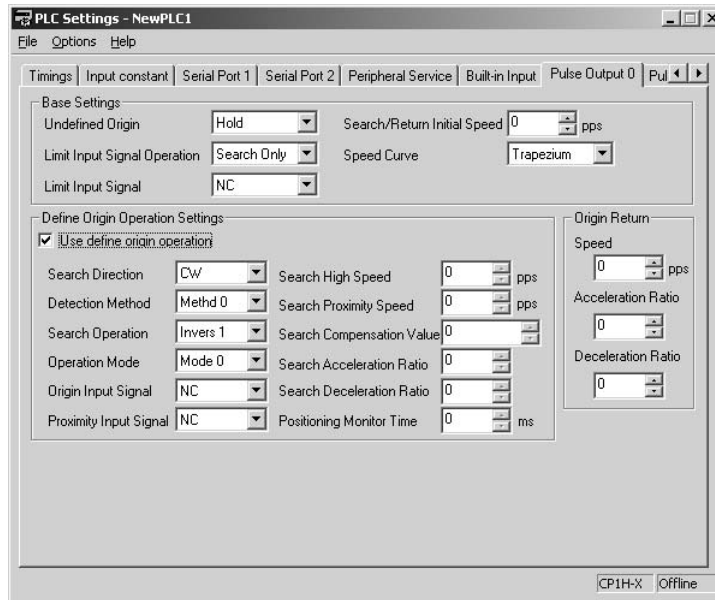 PLC Settings - NewPLC1
File Options Help
Timings Input constant Serial Port 1 Serial Port 2 Peripheral Service Built-in Input Pulse Output 0 Pul
Base Settings
Undefined Origin Hold Search/Return Initial Speed 0 pps
Limit Input Signal Operation Search Only Speed Curve Trapezium
Limit Input Signal NC
Define Origin Operation Settings
Use define origin operation
Search Direction CW Search High Speed 0 pps
Detection Method Methd 0 Search Proximity Speed 0 pps
Search Operation Invers 1 Search Compensation Value 0
Operation Mode Mode 0 Search Acceleration Ratio 0
Origin Input Signal NC Search Deceleration Ratio 0
Proximity Input Signal NC Positioning Monitor Time 0 ms
Origin Return
Speed
0 pps
Acceleration Ratio
0
Deceleration Ratio
0
CP1H-X Offline